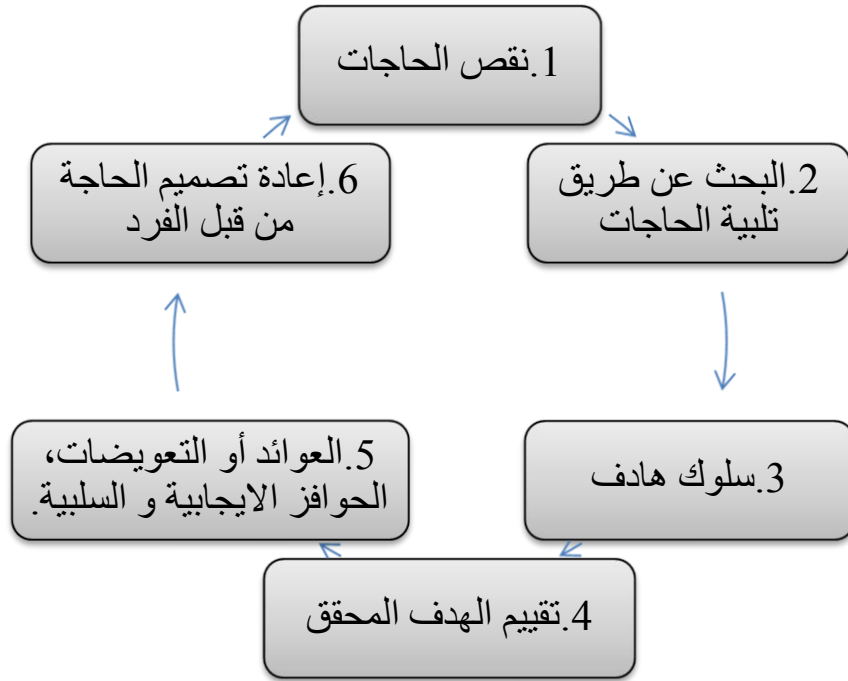 1.نقص الحاجات
2.البحث عن طريق
تلبية الحاجات
3.سلوك هادف
4.تقييم الهدف المحقق
5.العوائد أو التعويضات،
الحوافز الايجابية و السلبية.
6.إعادة تصميم الحاجة
من قبل الفرد